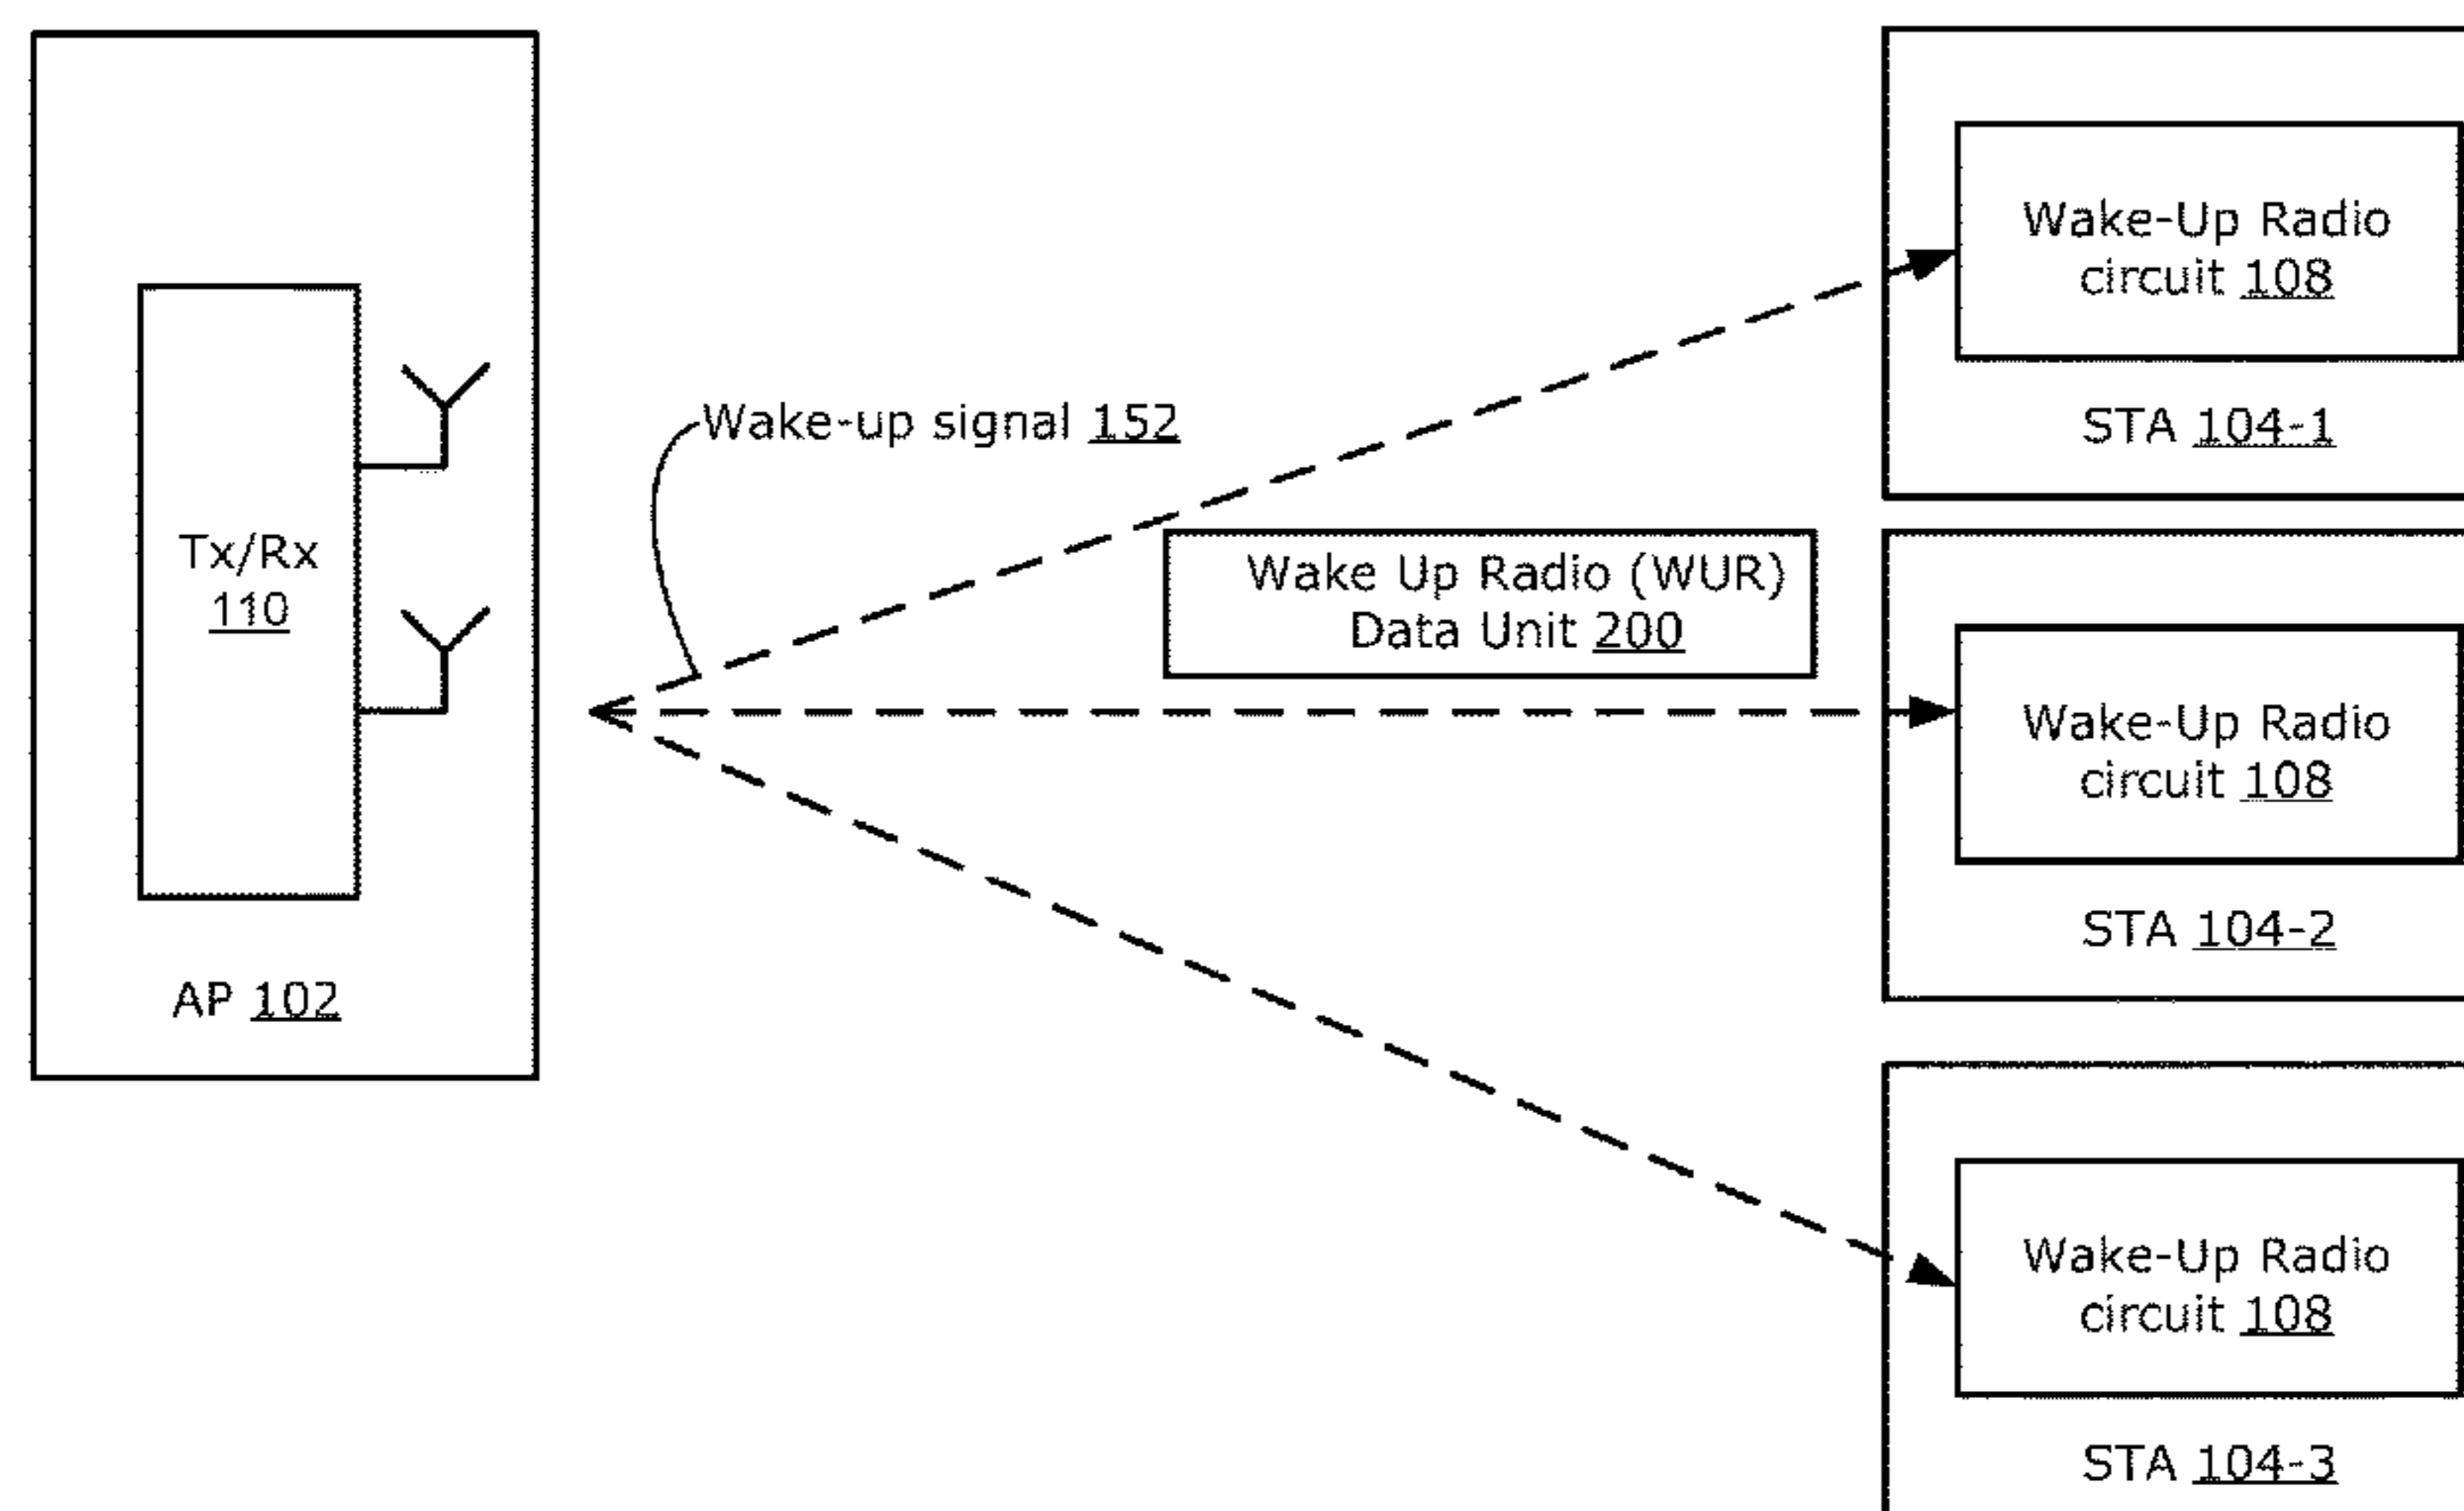 Tx/Rx
110
AP 102
Wake-up signal 152
Wake Up Radio (WUR)
Data Unit 200
Wake-Up Radio
circuit 108
STA 104-1
Wake-Up Radio
circuit 108
STA 104-2
Wake-Up Radio
circuit 108
STA 104-3